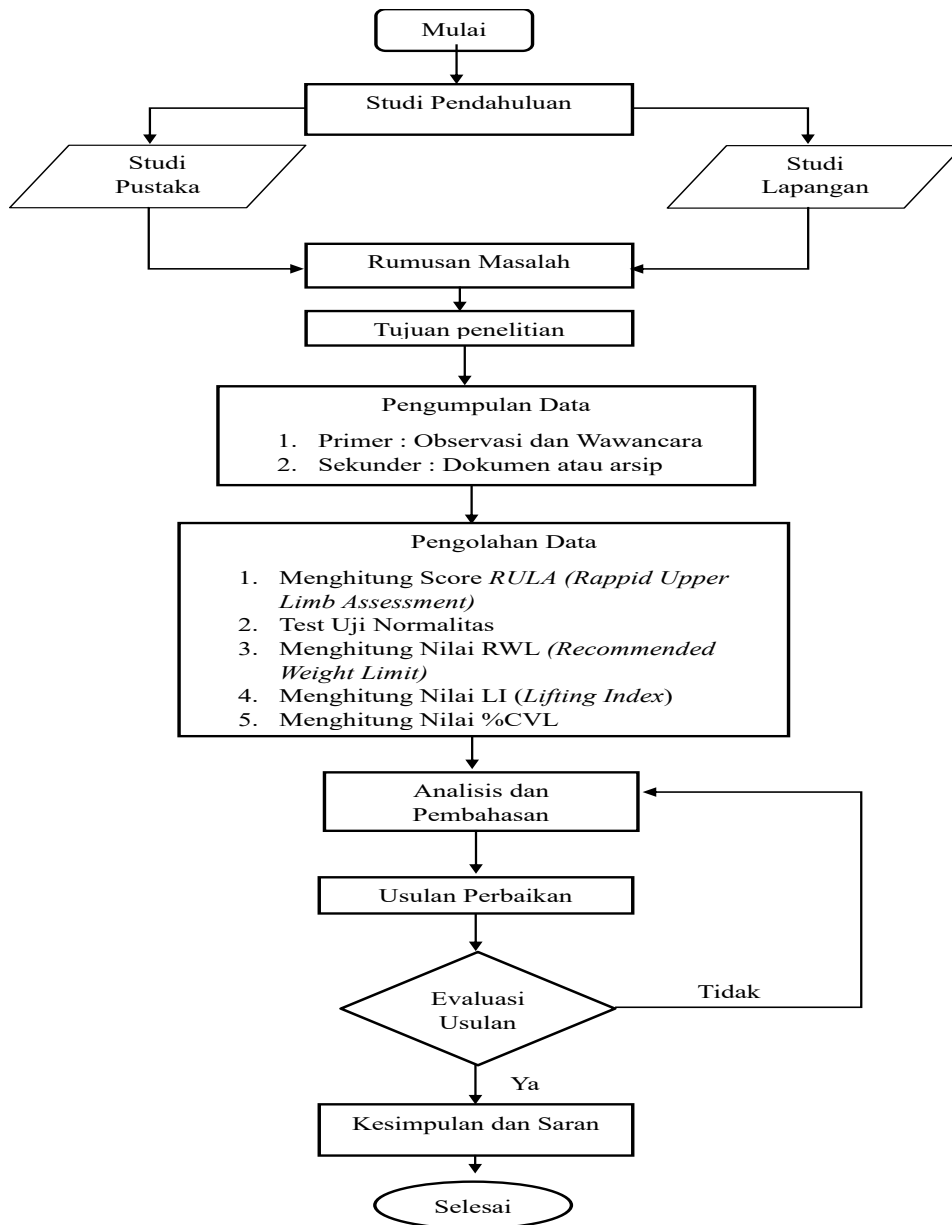 Mulai
Studi Pendahuluan
Studi
Pustaka
Studi
Lapangan
Rumusan Masalah
Tujuan penelitian
Pengumpulan Data
1. Primer : Observasi dan Wawancara
2. Sekunder : Dokumen atau arsip
Pengolahan Data
1. Menghitung Score RULA (Rappid Upper
Limb Assessment)
2. Test Uji Normalitas
3. Menghitung Nilai RWL (Recommended
Weight Limit)
4. Menghitung Nilai LI (Lifting Index)
5. Menghitung Nilai %CVL
Analisis dan
Pembahasan
Usulan Perbaikan
Evaluasi
Usulan
Tidak
Ya
Kesimpulan dan Saran
Selesai